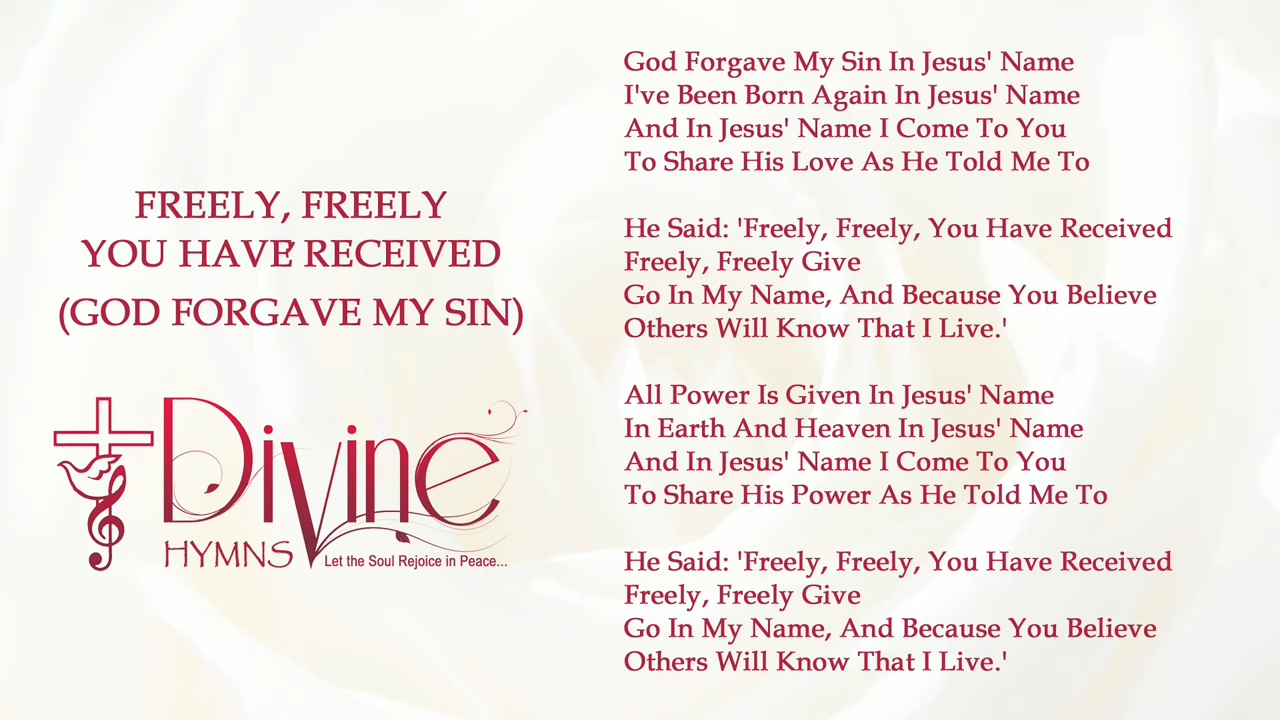 FREELY, FREELY
YOU HAVE RECEIVED
(GOD FORGAVE MY SIN)
Divine
HYMNS
Let the Soul Rejoice in Peace...
God Forgave My Sin In Jesus' Name
I've Been Born Again In Jesus' Name
And In Jesus' Name I Come To You
To Share His Love As He Told Me To
He Said: 'Freely, Freely, You Have Received
Freely, Freely Give
Go In My Name, And Because You Believe
Others Will Know That I Live.'
All Power Is Given In Jesus' Name
In Earth And Heaven In Jesus' Name
And In Jesus' Name I Come To You
To Share His Power As He Told Me To
He Said: 'Freely, Freely, You Have Received
Freely, Freely Give
Go In My Name, And Because You Believe
Others Will Know That I Live.'